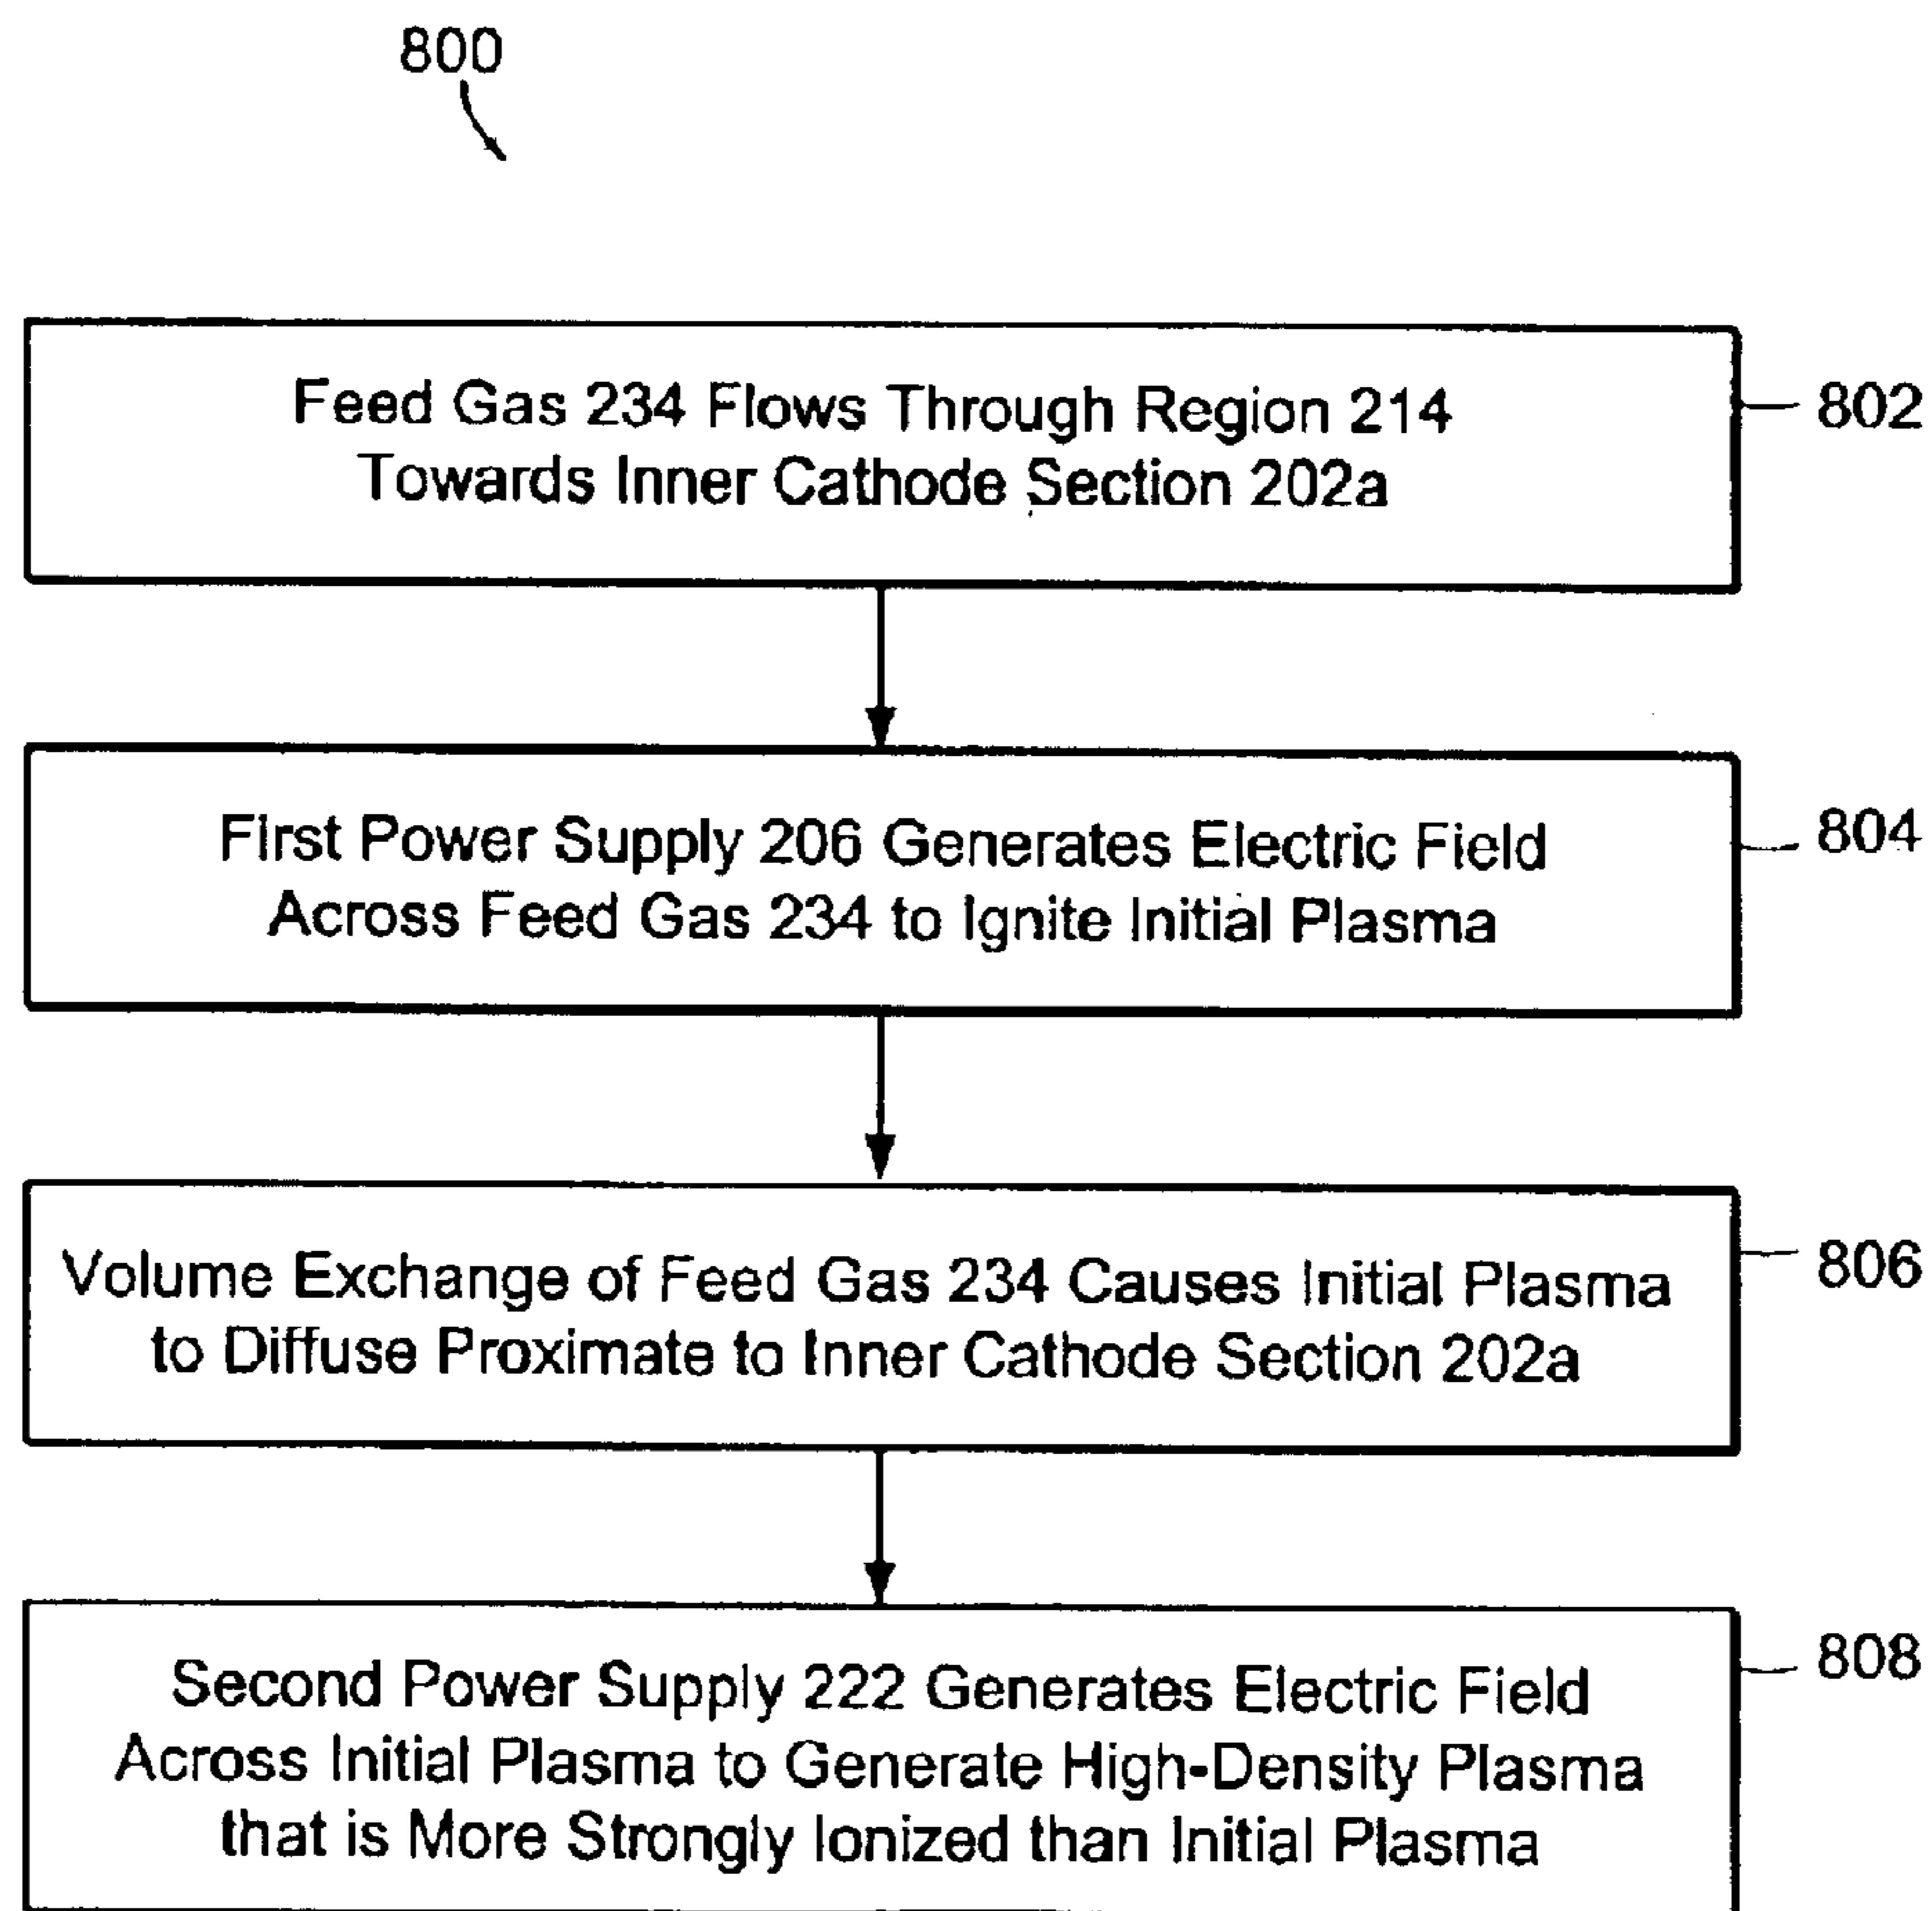 800
Feed Gas 234 Flows Through Region 214
Towards Inner Cathode Section 202a
802
First Power Supply 206 Generates Electric Field
Across Feed Gas 234 to Ignite Initial Plasma
804
Volume Exchange of Feed Gas 234 Causes Initial Plasma
to Diffuse Proximate to Inner Cathode Section 202a
806
Second Power Supply 222 Generates Electric Field
Across Initial Plasma to Generate High-Density Plasma
that is More Strongly Ionized than Initial Plasma
808